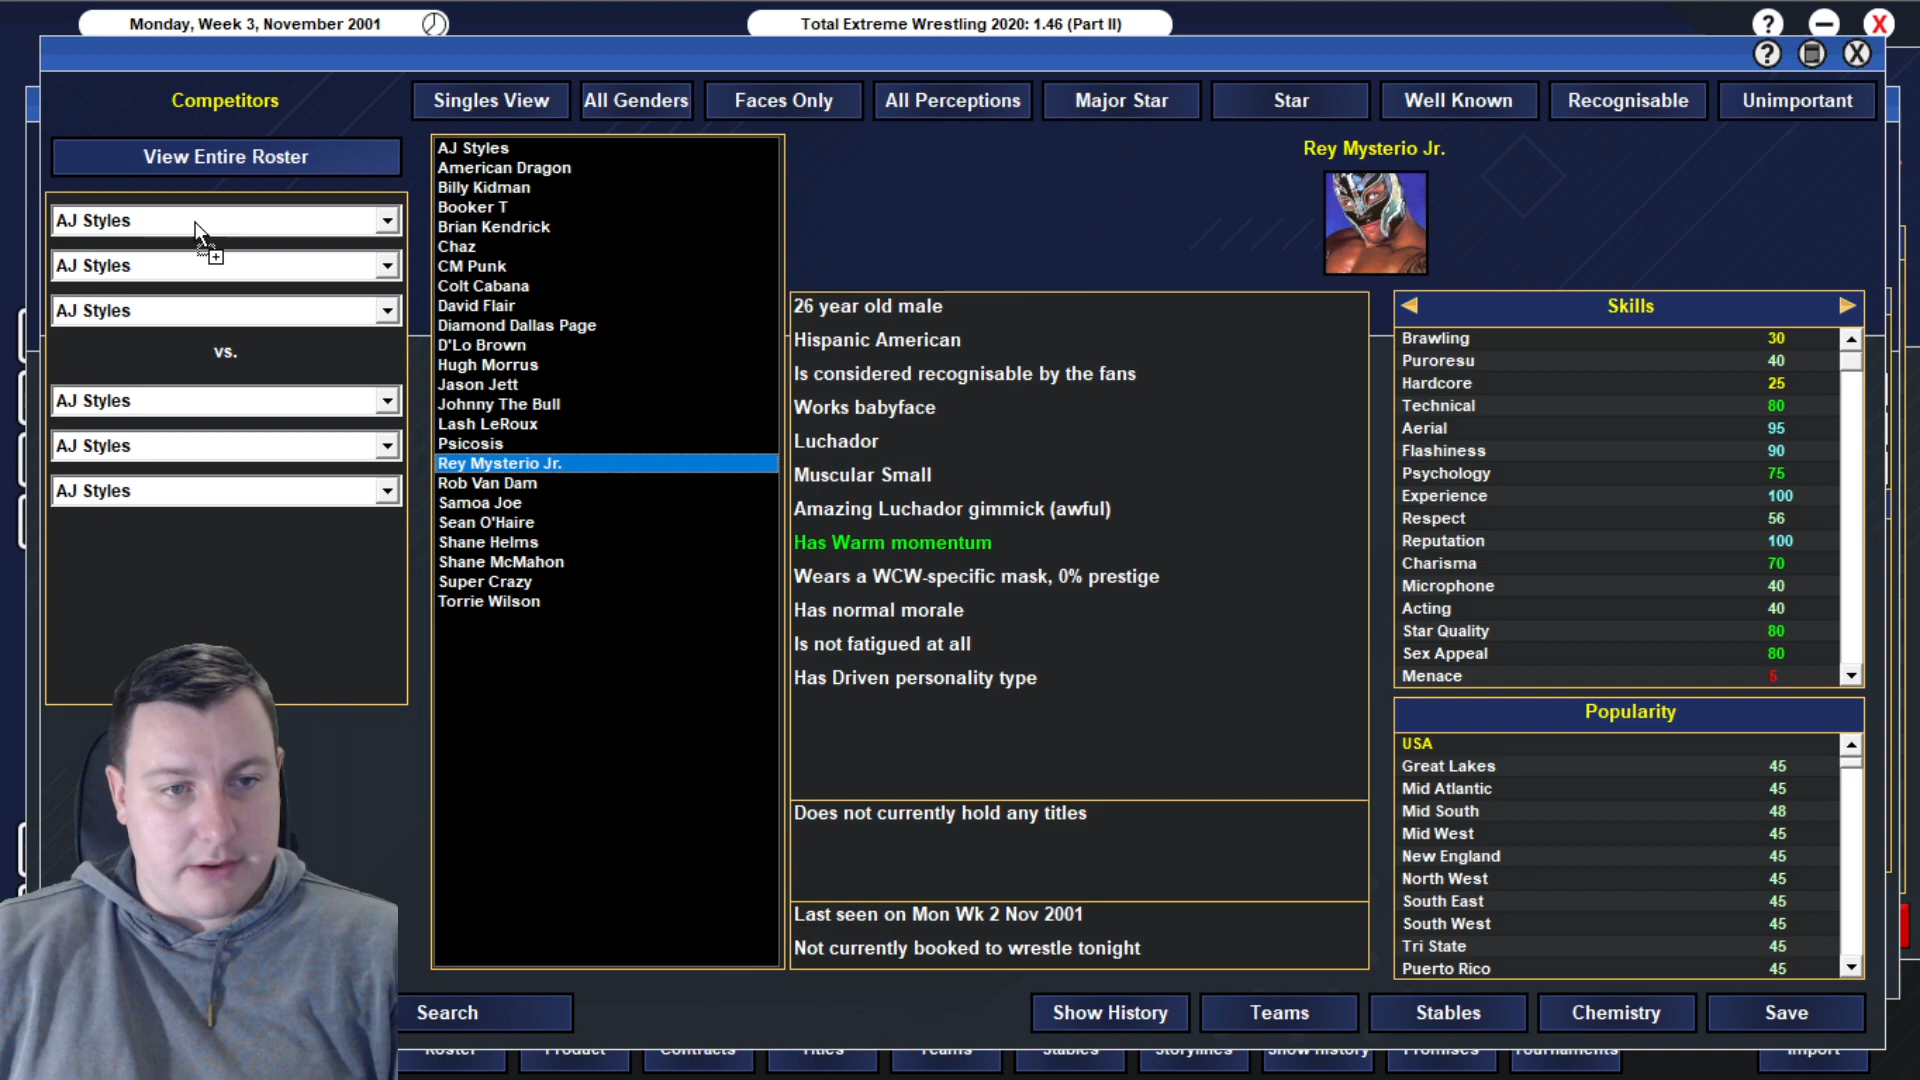 Monday, Week 3, November 2001
Total Extreme Wrestling 2020: 1.46 (Part II)
? X
? X
Competitors
Singles View
All Genders
Faces Only
All Perceptions
Major Star
Star
Well Known
Recognisable
Unimportant
View Entire Roster
AJ Styles
AJ Styles
AJ Styles
vs.
AJ Styles
AJ Styles
AJ Styles
AJ Styles
American Dragon
Billy Kidman
Booker T
Brian Kendrick
Chaz
CM Punk
Colt Cabana
David Flair
Diamond Dallas Page
D'Lo Brown
Hugh Morrus
Jason Jett
Johnny The Bull
Lash LeRoux
Psicosis
Rey Mysterio Jr.
Rob Van Dam
Samoa Joe
Sean O'Haire
Shane Helms
Shane McMahon
Super Crazy
Torrie Wilson
Rey Mysterio Jr.
26 year old male
Hispanic American
Is considered recognisable by the fans
Works babyface
Luchador
Muscular Small
Amazing Luchador gimmick (awful)
Has Warm momentum
Wears a WCW-specific mask, 0% prestige
Has normal morale
Is not fatigued at all
Has Driven personality type
Does not currently hold any titles
Last seen on Mon Wk 2 Nov 2001
Not currently booked to wrestle tonight
Skills
Brawling 30
Puroresu 40
Hardcore 25
Technical 80
Aerial 95
Flashiness 90
Psychology 75
Experience 100
Respect 56
Reputation 100
Charisma 70
Microphone 40
Acting 40
Star Quality 80
Sex Appeal 80
Menace 5
Popularity
USA
Great Lakes 45
Mid Atlantic 45
Mid South 48
Mid West 45
New England 45
North West 45
South East 45
South West 45
Tri State 45
Puerto Rico 45
Search
Show History
Teams
Stables
Chemistry
Save
Roster
Product
Contracts
Titles
Teams
Stables
Storylines
Show History
Promises
Tournaments
Import